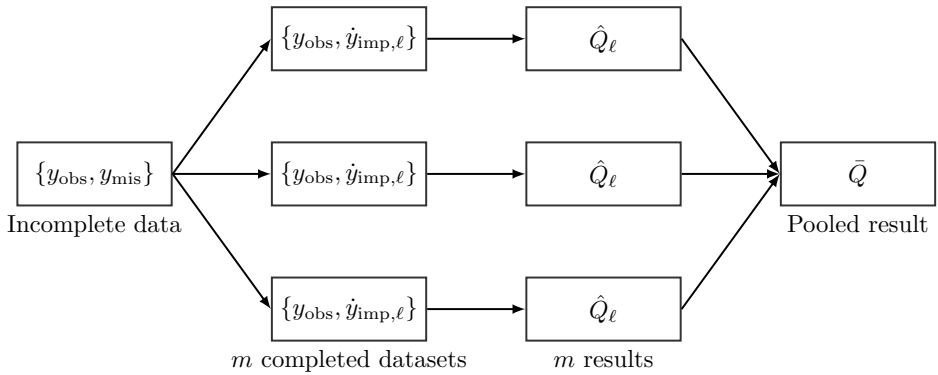 {y_obs, ẏ_imp,ℓ}
Q̂_ℓ
{y_obs, y_mis}
{y_obs, ẏ_imp,ℓ}
Q̂_ℓ
Q̄
Incomplete data
Pooled result
{y_obs, ẏ_imp,ℓ}
Q̂_ℓ
m completed datasets
m results